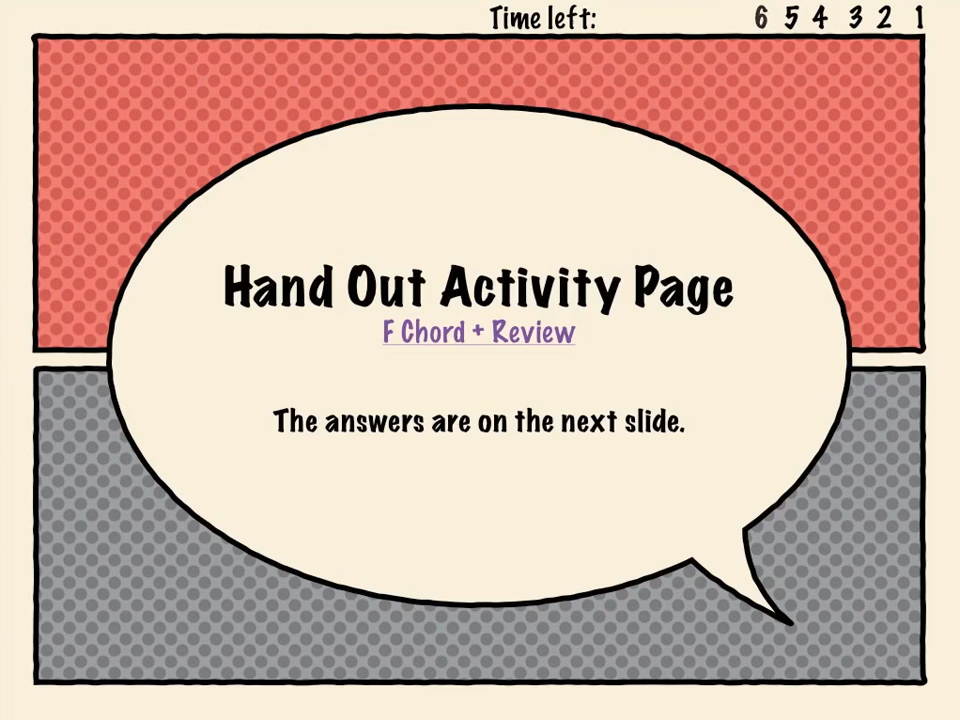 Time left: 6 5 4 3 2 1
Hand Out Activity Page
F Chord + Review
The answers are on the next slide.